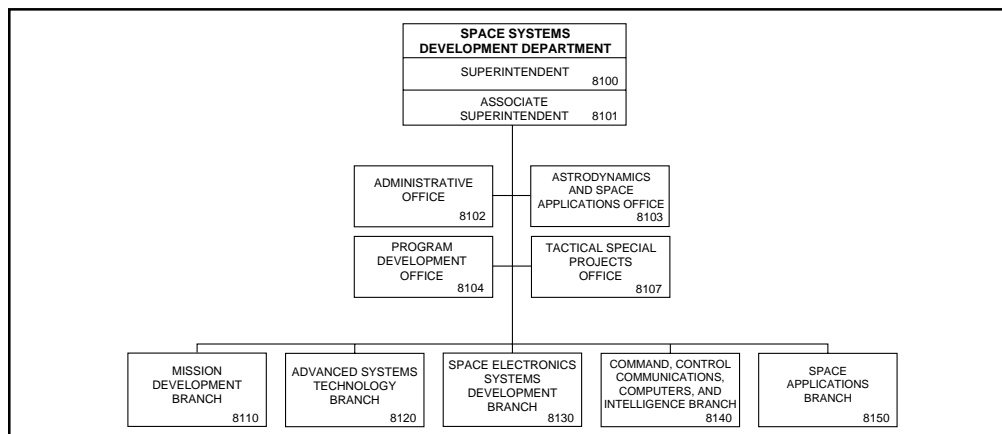 SPACE SYSTEMS
DEVELOPMENT DEPARTMENT
SUPERINTENDENT
8100
ASSOCIATE
SUPERINTENDENT
8101
ADMINISTRATIVE
OFFICE
8102
ASTRODYNAMICS
AND SPACE
APPLICATIONS OFFICE
8103
PROGRAM
DEVELOPMENT
OFFICE
8104
TACTICAL SPECIAL
PROJECTS
OFFICE
8107
MISSION
DEVELOPMENT
BRANCH
8110
ADVANCED SYSTEMS
TECHNOLOGY
BRANCH
8120
SPACE ELECTRONICS
SYSTEMS
DEVELOPMENT
BRANCH
8130
COMMAND, CONTROL
COMMUNICATIONS,
COMPUTERS, AND
INTELLIGENCE BRANCH
8140
SPACE
APPLICATIONS
BRANCH
8150